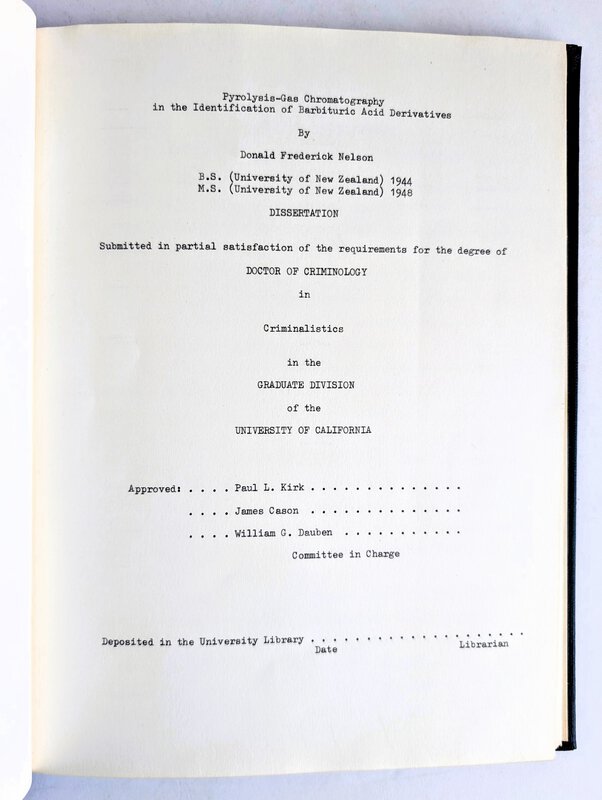 Pyrolysis-Gas Chromatography
in the Identification of Barbituric Acid Derivatives
By
Donald Frederick Nelson
B.S. (University of New Zealand) 1944
M.S. (University of New Zealand) 1948
DISSERTATION
Submitted in partial satisfaction of the requirements for the degree of
DOCTOR OF CRIMINOLOGY
in
Criminalistics
in the
GRADUATE DIVISION
of the
UNIVERSITY OF CALIFORNIA
Approved: . . . . Paul L. Kirk . . . . . . . . . . . . . .
. . . . James Cason . . . . . . . . . . . . . .
. . . . William G. Dauben . . . . . . . . . . .
Committee in Charge
Deposited in the University Library . . . . . . . . . . . . . . . . . . . .
Date Librarian